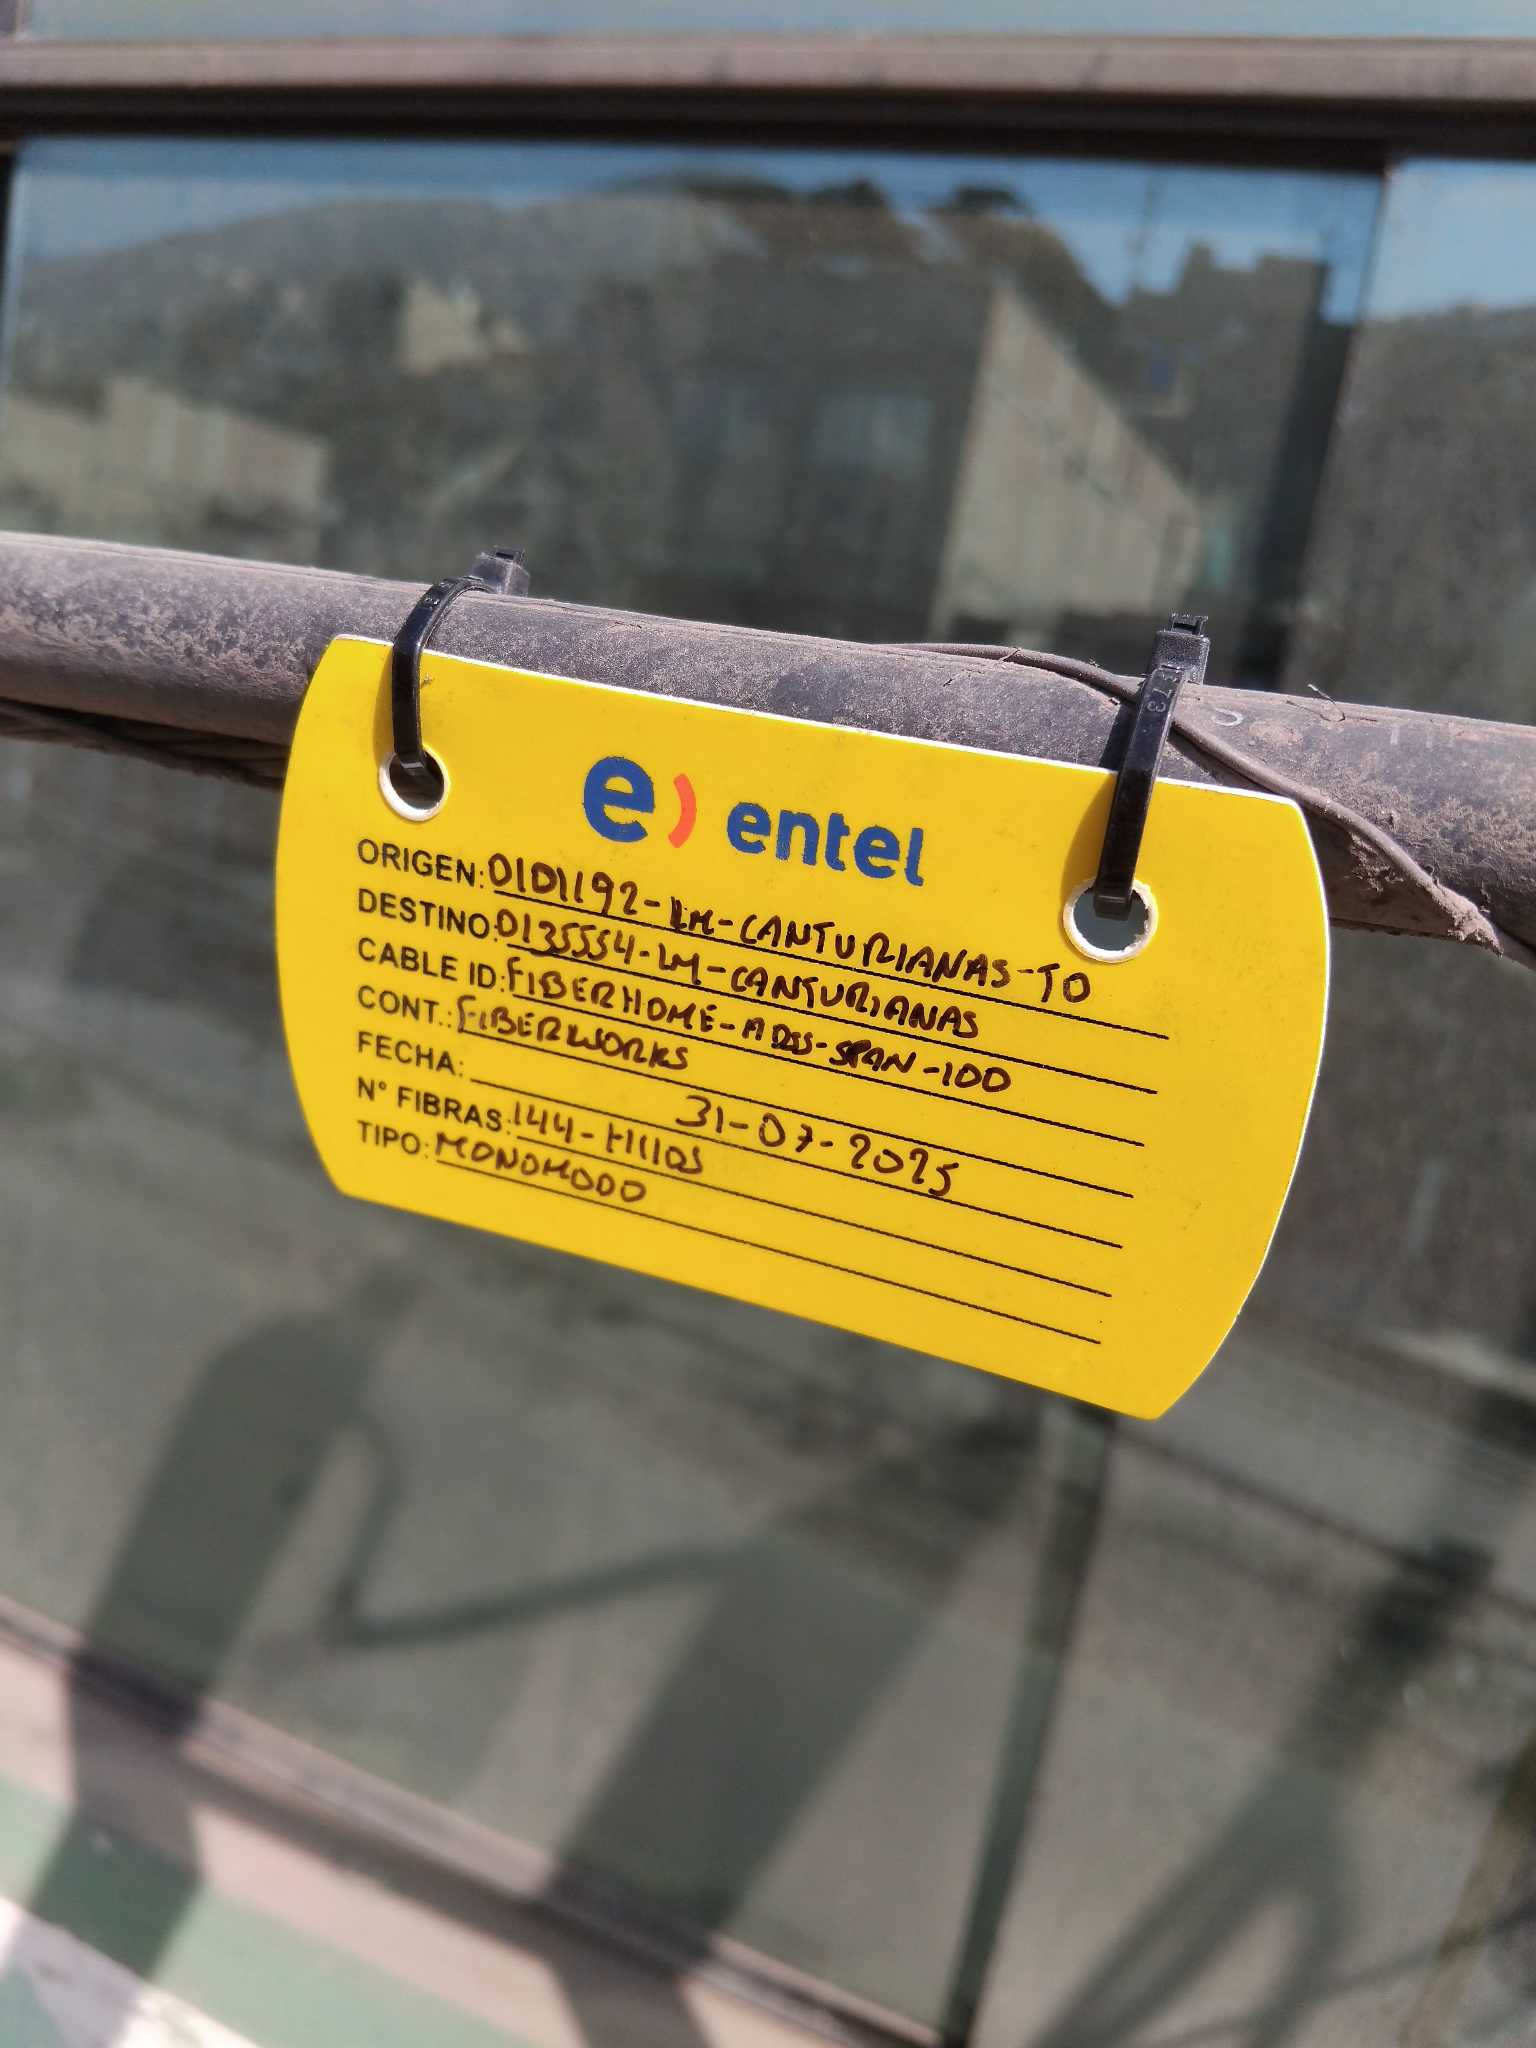 e) entel
ORIGEN: 0101192-LM-CANTURIANAS-TO
DESTINO: 0135554-LM-CANTURIANAS
CABLE ID: FIBERHOME-ADSS-SPAN-100
CONT.: FIBERWORKS
FECHA: 31-07-2025
N° FIBRAS: 144-HILOS
TIPO: MONOMODO